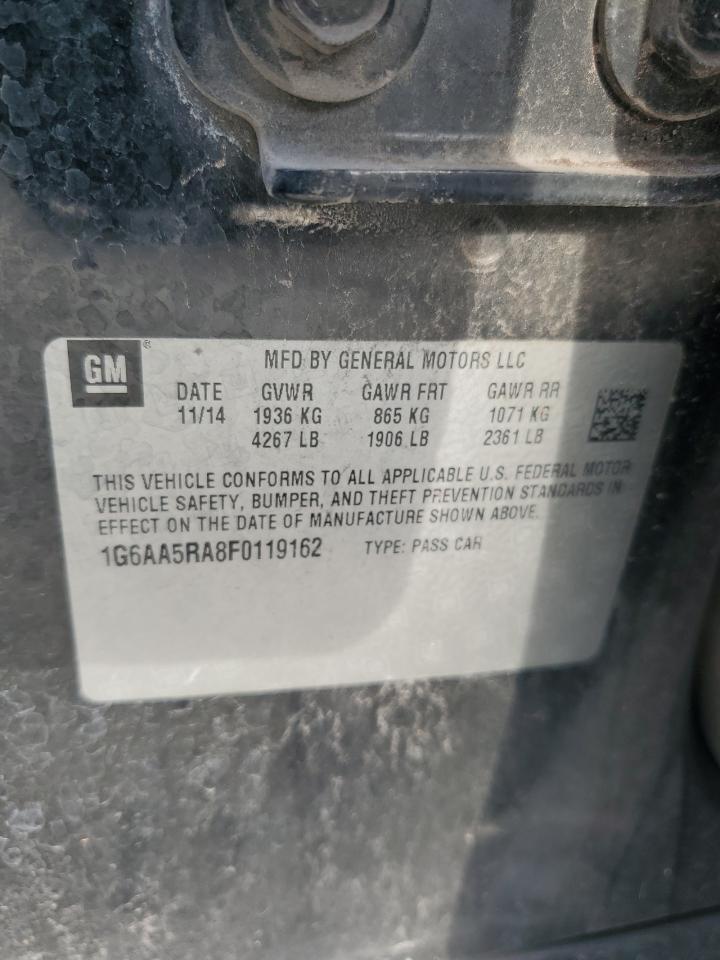 GM ®
MFD BY GENERAL MOTORS LLC
DATE GVWR GAWR FRT GAWR RR
11/14 1936 KG 865 KG 1071 KG
4267 LB 1906 LB 2361 LB
THIS VEHICLE CONFORMS TO ALL APPLICABLE U.S. FEDERAL MOTOR
VEHICLE SAFETY, BUMPER, AND THEFT PREVENTION STANDARDS IN
EFFECT ON THE DATE OF MANUFACTURE SHOWN ABOVE.
1G6AA5RA8F0119162 TYPE: PASS CAR